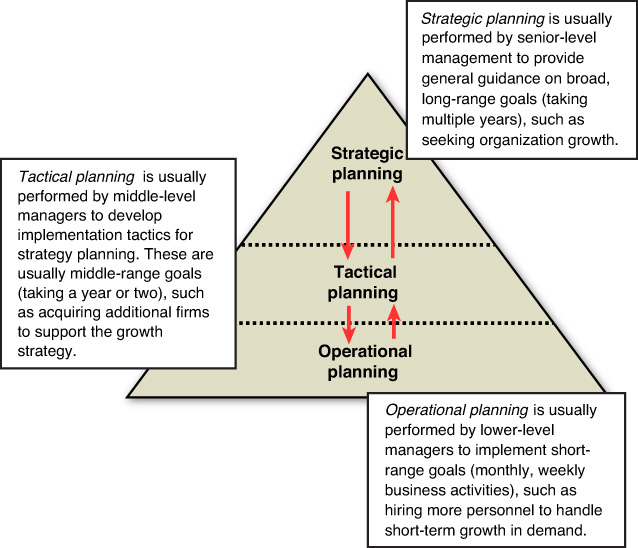 Strategic planning is usually
performed by senior-level
management to provide
general guidance on broad,
long-range goals (taking
multiple years), such as
seeking organization growth.
Strategic
planning
Tactical planning is usually
performed by middle-level
managers to develop
implementation tactics for
strategy planning. These are
usually middle-range goals
(taking a year or two), such
as acquiring additional firms
to support the growth
strategy.
Tactical
planning
Operational
planning
Operational planning is usually
performed by lower-level
managers to implement short-
range goals (monthly, weekly
business activities), such as
hiring more personnel to handle
short-term growth in demand.